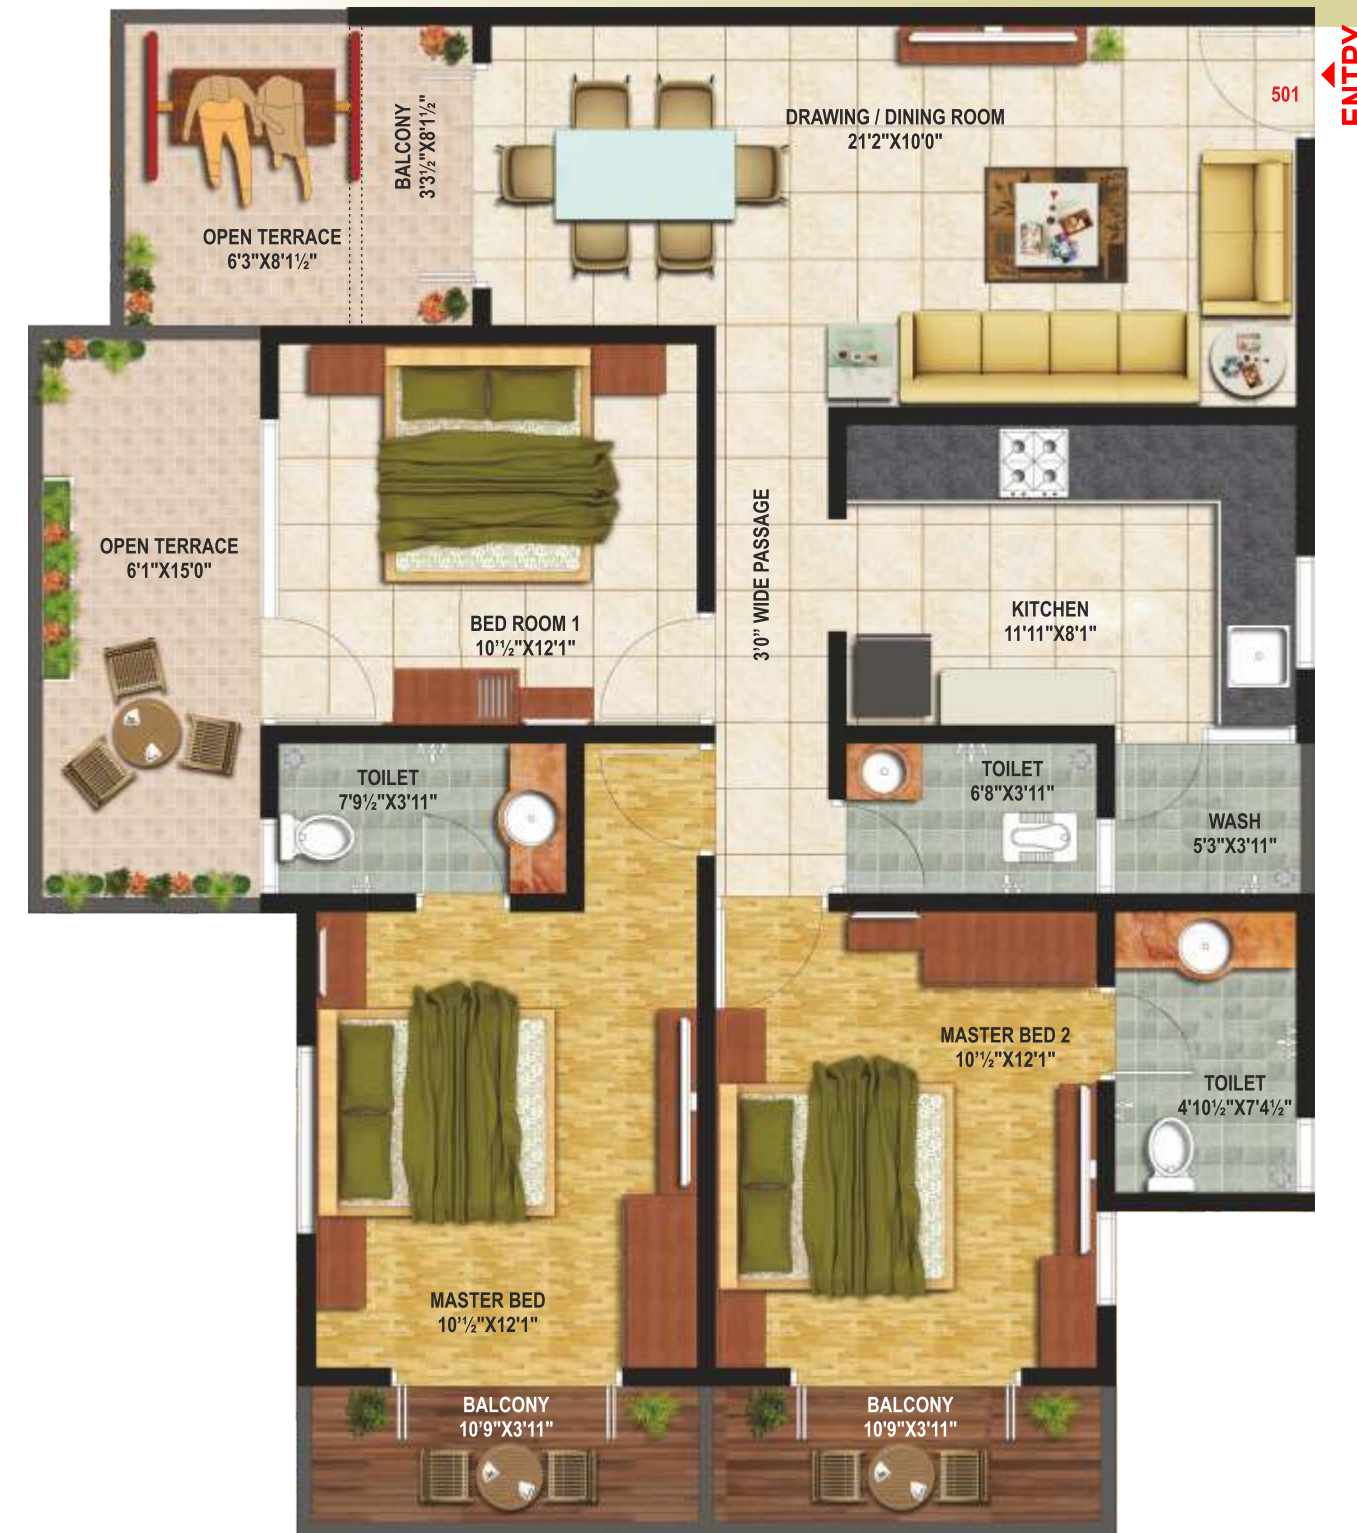 ENTRY
501
DRAWING / DINING ROOM
21'2"X10'0"
BALCONY
3'3½"X8'1½"
OPEN TERRACE
6'3"X8'1½"
OPEN TERRACE
6'1"X15'0"
BED ROOM 1
10'½"X12'1"
3'0" WIDE PASSAGE
KITCHEN
11'11"X8'1"
TOILET
7'9½"X3'11"
TOILET
6'8"X3'11"
WASH
5'3"X3'11"
MASTER BED 2
10'½"X12'1"
TOILET
4'10½"X7'4½"
MASTER BED
10'½"X12'1"
BALCONY
10'9"X3'11"
BALCONY
10'9"X3'11"